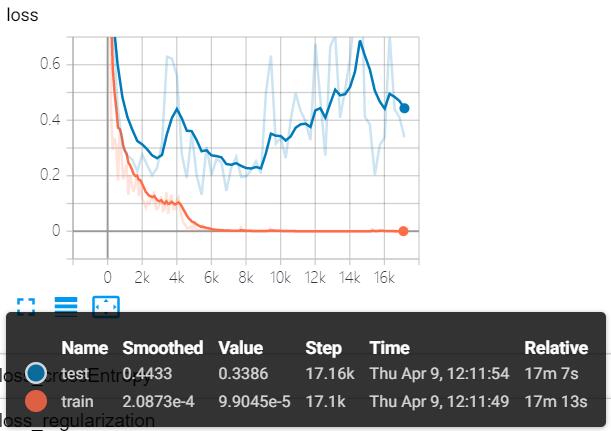 loss
0.6
0.4
0.2
0
0 2k 4k 6k 8k 10k 12k 14k 16k
Name Smoothed Value Step Time Relative
loss_crossEntropy
test 0.4433 0.3386 17.16k Thu Apr 9, 12:11:54 17m 7s
train 2.0873e-4 9.9045e-5 17.1k Thu Apr 9, 12:11:49 17m 13s
loss_regularization